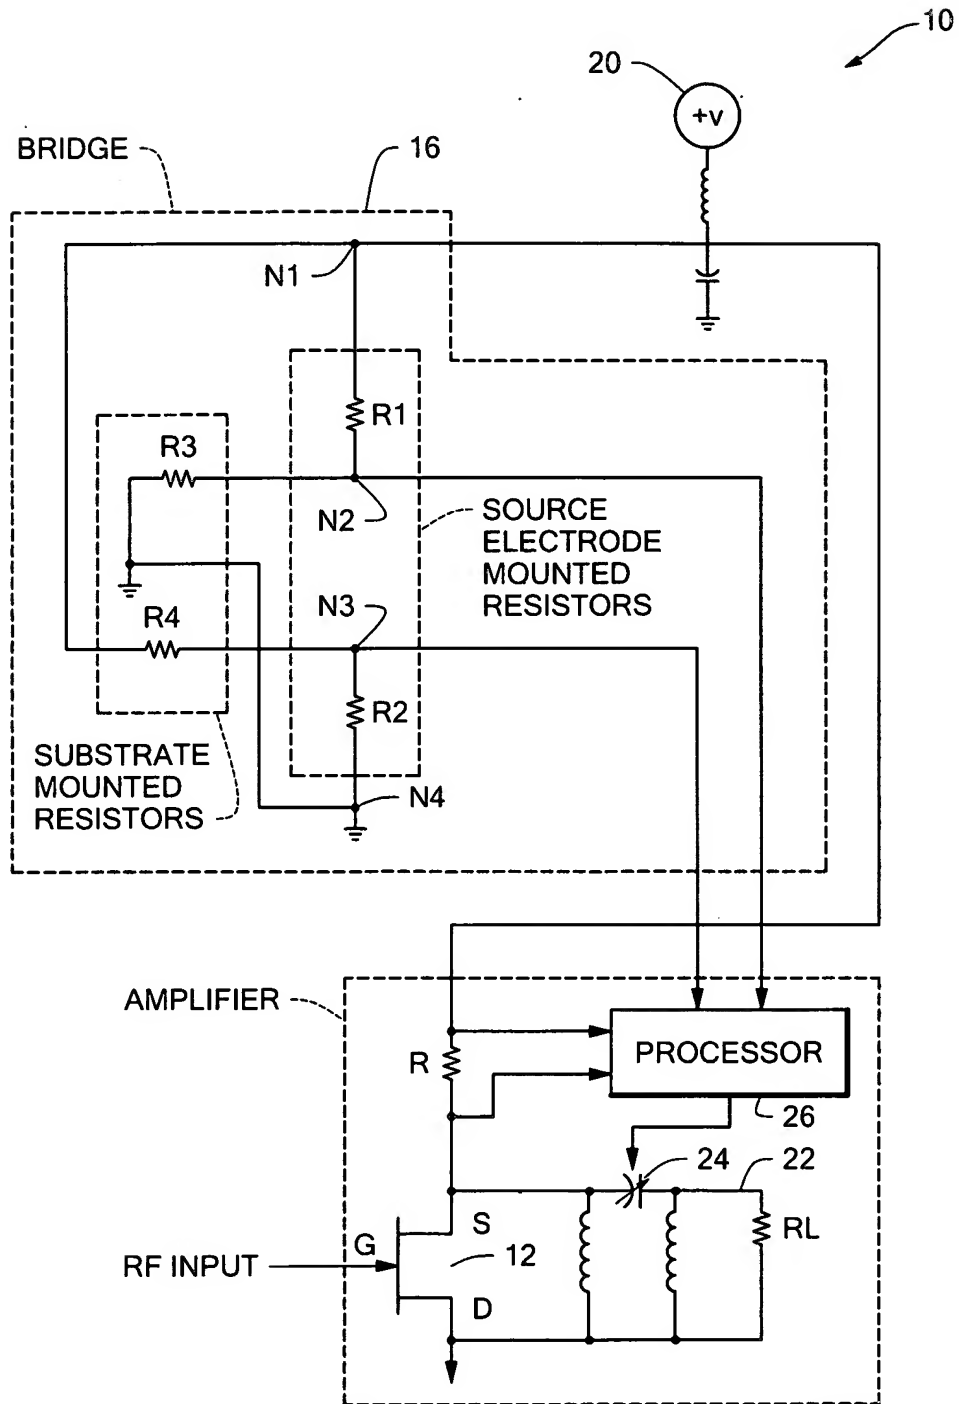 10
20
+v
BRIDGE
16
N1
R1
R3
N2
SOURCE
ELECTRODE
MOUNTED
RESISTORS
N3
R4
R2
SUBSTRATE
MOUNTED
RESISTORS
N4
AMPLIFIER
R
PROCESSOR
26
24
22
S
RL
G
RF INPUT
12
D